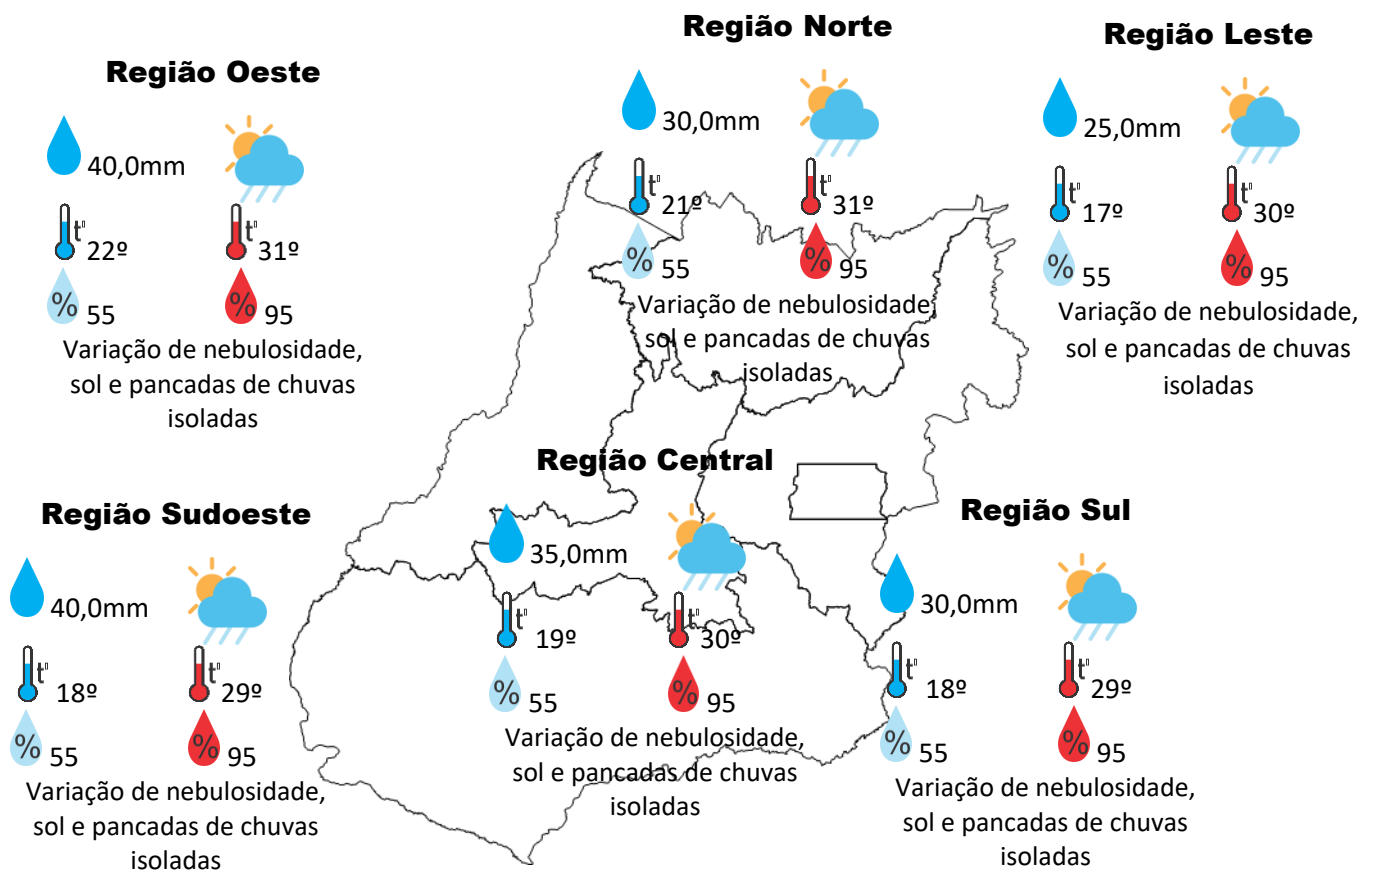 Região Norte
30,0mm
t°
21º
31º
% 55
% 95
Variação de nebulosidade,
sol e pancadas de chuvas
isoladas
Região Leste
25,0mm
t°
17º
t°
30º
% 55
% 95
Variação de nebulosidade,
sol e pancadas de chuvas
isoladas
Região Oeste
40,0mm
t°
22º
t°
31º
% 55
% 95
Variação de nebulosidade,
sol e pancadas de chuvas
isoladas
Região Central
35,0mm
t°
19º
t°
30º
% 55
% 95
Variação de nebulosidade,
sol e pancadas de chuvas
isoladas
Região Sudoeste
40,0mm
t°
18º
t°
29º
% 55
% 95
Variação de nebulosidade,
sol e pancadas de chuvas
isoladas
Região Sul
30,0mm
t°
18º
t°
29º
% 55
% 95
Variação de nebulosidade,
sol e pancadas de chuvas
isoladas